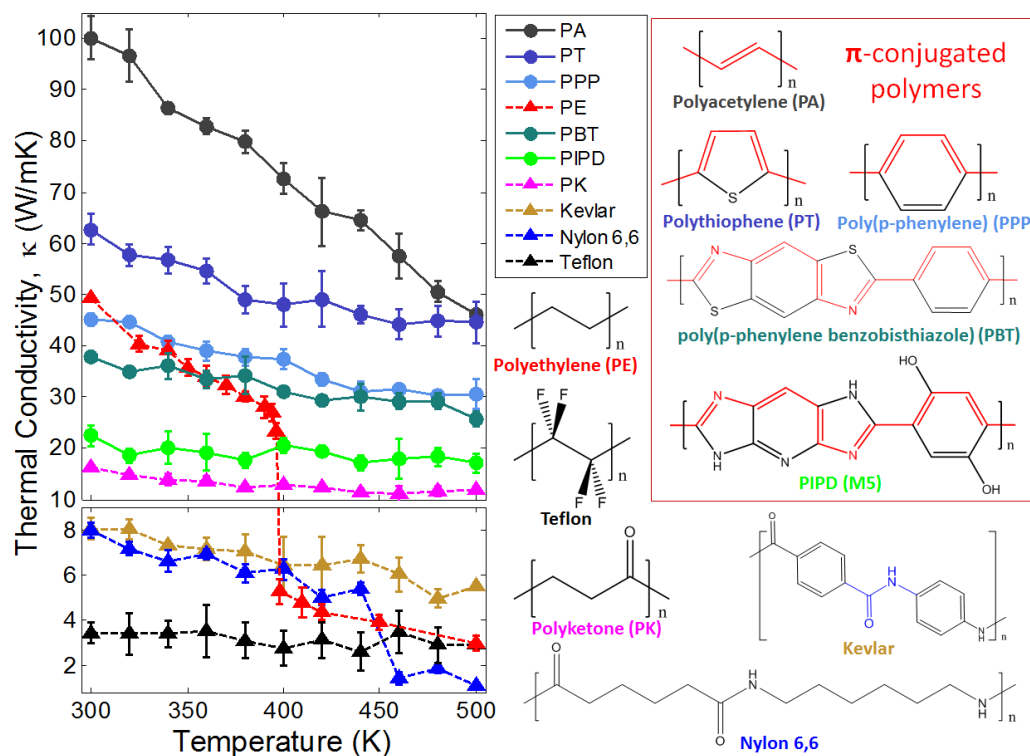 Thermal Conductivity, κ (W/mK)
100
90
80
70
60
50
40
30
20
10
8
6
4
2
300
350
400
450
500
Temperature (K)
PA
PT
PPP
PE
PBT
PIPD
PK
Kevlar
Nylon 6,6
Teflon
π-conjugated
polymers
n
Polyacetylene (PA)
S
n
Polythiophene (PT)
n
Poly(p-phenylene) (PPP)
N
S
S
N
n
poly(p-phenylene benzobisthiazole) (PBT)
HO
N
H
N
N
H
N
N
n
OH
PIPD (M5)
n
Polyethylene (PE)
F
F
F
F
n
Teflon
O
n
Polyketone (PK)
O
H
N
O
N
H
n
Kevlar
O
H
N
O
N
H
n
Nylon 6,6